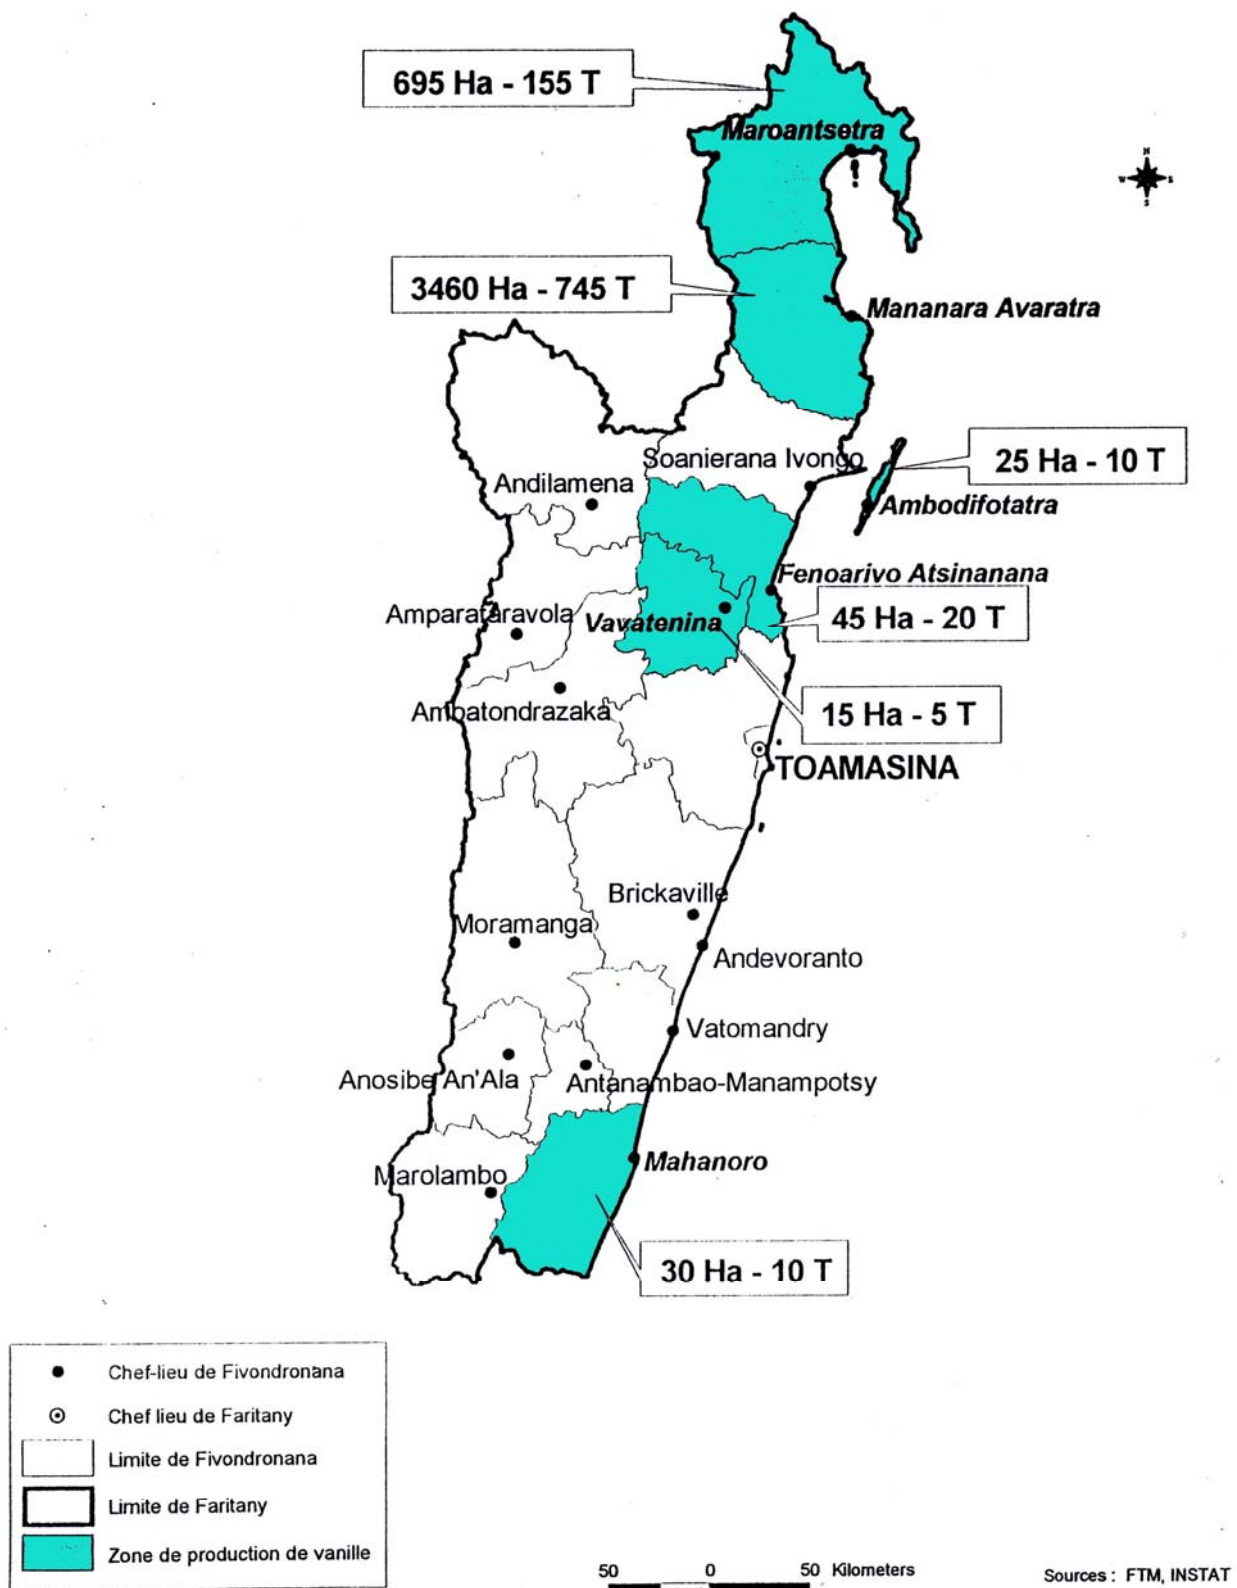 695 Ha - 155 T
Maroantsetra
N
W E
S
3460 Ha - 745 T
Mananara Avaratra
Soanierana Ivongo
25 Ha - 10 T
Andilamena
Ambodifotatra
Fenoarivo Atsinanana
Amparafaravola
Vavatenina
45 Ha - 20 T
Ambatondrazaka
15 Ha - 5 T
TOAMASINA
Brickaville
Moramanga
Andevoranto
Vatomandry
Anosibe An'Ala
Antanambao-Manampotsy
Mahanoro
Marolambo
30 Ha - 10 T
Chef-lieu de Fivondronana
Chef lieu de Faritany
Limite de Fivondronana
Limite de Faritany
Zone de production de vanille
50 0 50 Kilometers
Sources : FTM, INSTAT